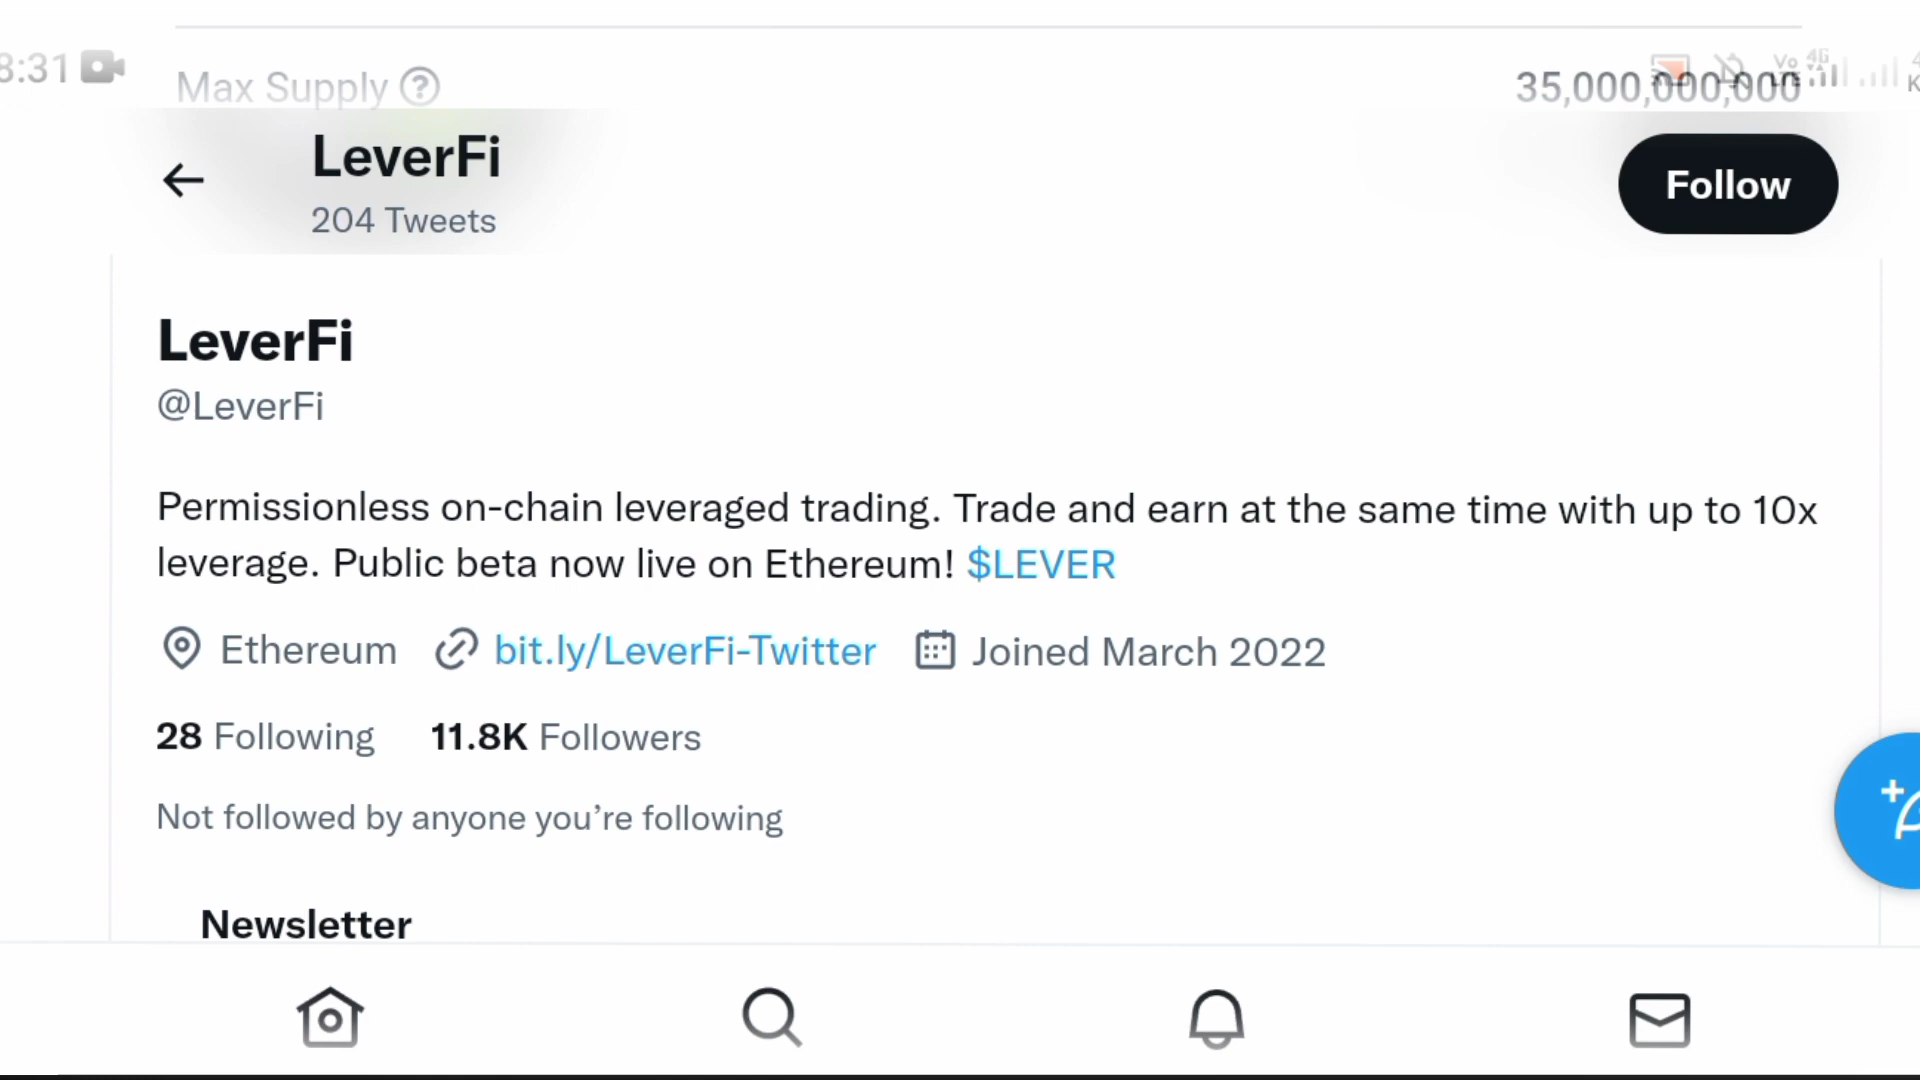 8:31
Max Supply
35,000,000,000
LeverFi
204 Tweets
Follow
LeverFi
@LeverFi
Permissionless on-chain leveraged trading. Trade and earn at the same time with up to 10x
leverage. Public beta now live on Ethereum! $LEVER
Ethereum bit.ly/LeverFi-Twitter Joined March 2022
28 Following 11.8K Followers
Not followed by anyone you’re following
Newsletter